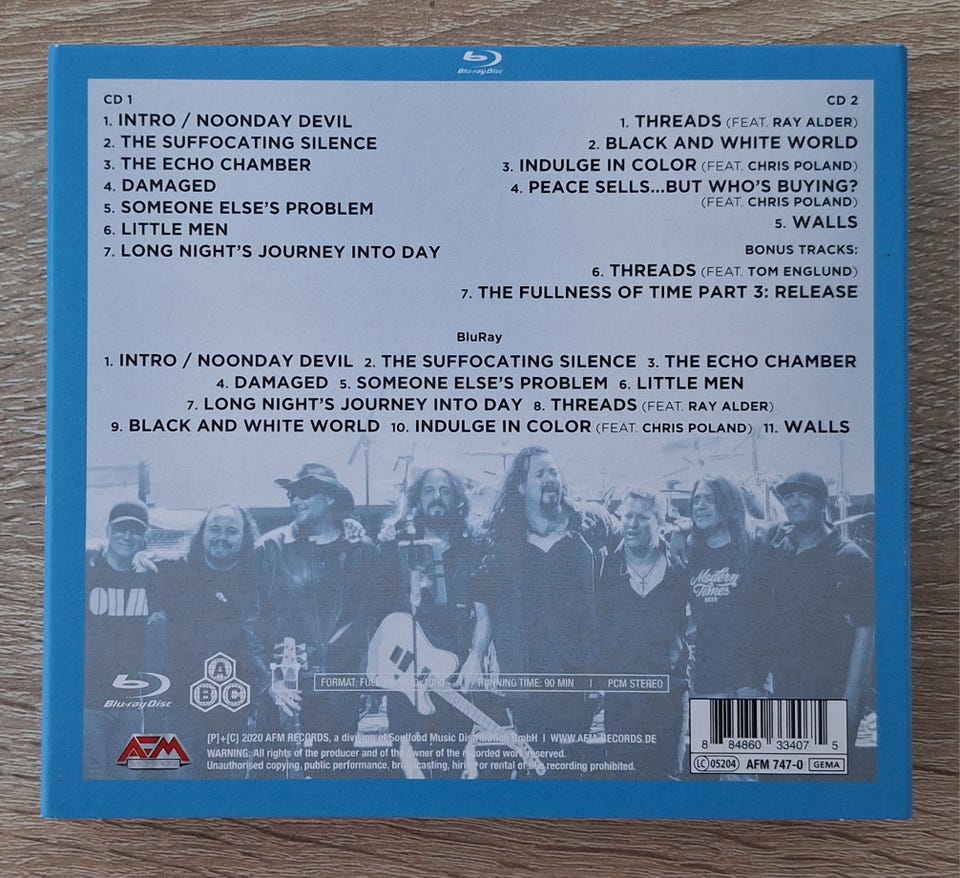 Blu-ray Disc
CD 1
1. INTRO / NOONDAY DEVIL
2. THE SUFFOCATING SILENCE
3. THE ECHO CHAMBER
4. DAMAGED
5. SOMEONE ELSE'S PROBLEM
6. LITTLE MEN
7. LONG NIGHT'S JOURNEY INTO DAY
CD 2
1. THREADS (FEAT. RAY ALDER)
2. BLACK AND WHITE WORLD
3. INDULGE IN COLOR (FEAT. CHRIS POLAND)
4. PEACE SELLS...BUT WHO'S BUYING?
(FEAT. CHRIS POLAND)
5. WALLS
BONUS TRACKS:
6. THREADS (FEAT. TOM ENGLUND)
7. THE FULLNESS OF TIME PART 3: RELEASE
BluRay
1. INTRO / NOONDAY DEVIL 2. THE SUFFOCATING SILENCE 3. THE ECHO CHAMBER
4. DAMAGED 5. SOMEONE ELSE'S PROBLEM 6. LITTLE MEN
7. LONG NIGHT'S JOURNEY INTO DAY 8. THREADS (FEAT. RAY ALDER)
9. BLACK AND WHITE WORLD 10. INDULGE IN COLOR (FEAT. CHRIS POLAND) 11. WALLS
OHM
Modern
Times
BEER
Blu-ray Disc
A
B C
FORMAT: FULL RUNNING TIME: 90 MIN | PCM STEREO
AFM
[P]+[C] 2020 AFM RECORDS, a division of Soulfood Music Distribution GmbH | WWW.AFM-RECORDS.DE
WARNING: All rights of the producer and of the owner of the recorded work reserved.
Unauthorised copying, public performance, broadcasting, hiring or rental of this recording prohibited.
8 84860 33407 5
LC 05204 AFM 747-0 GEMA